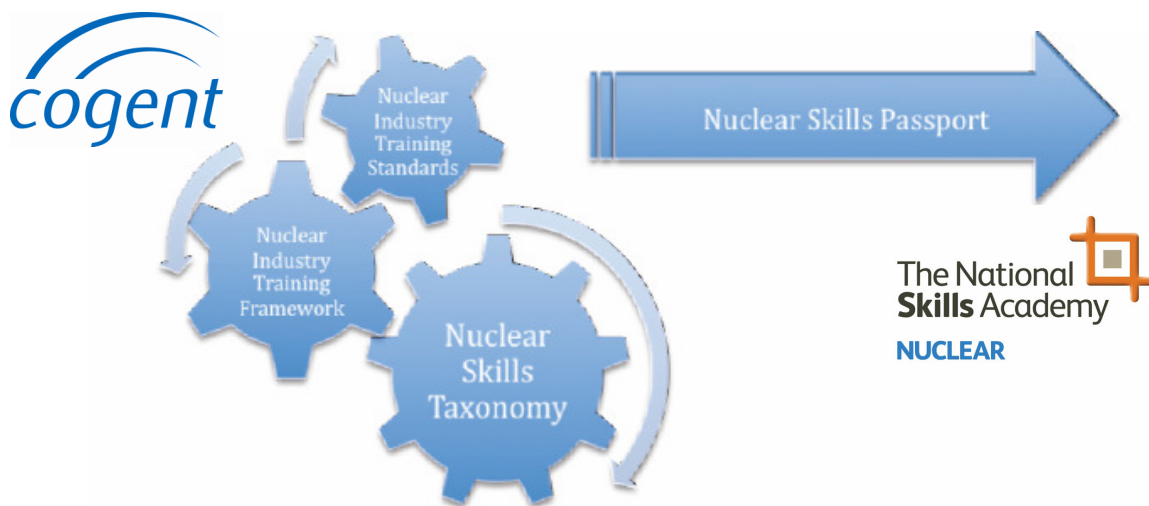 cogent
Nuclear
Industry
Training
Standards
Nuclear Skills Passport
Nuclear
Industry
Training
Framework
Nuclear
Skills
Taxonomy
The National
Skills Academy
NUCLEAR